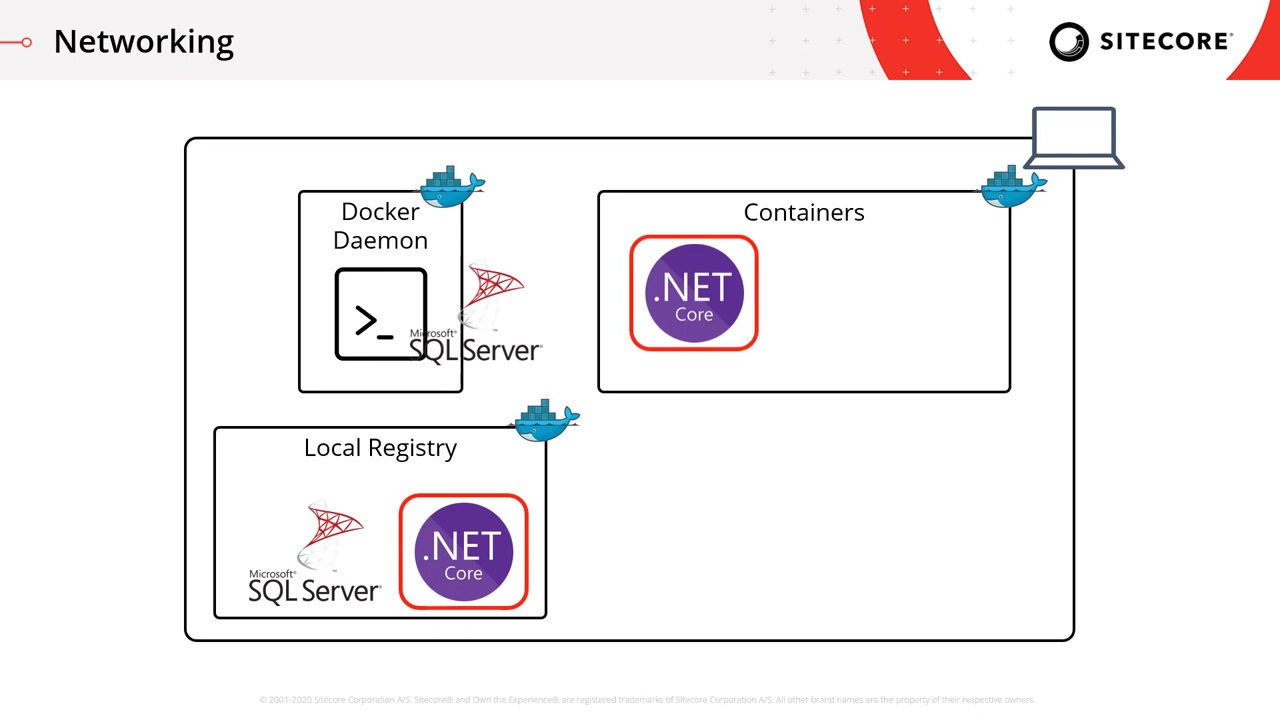 Networking
SITECORE
Docker
Daemon
Containers
.NET
Core
>_
Microsoft®
SQL Server®
Local Registry
Microsoft®
SQL Server®
.NET
Core
© 2001-2020 Sitecore Corporation A/S. Sitecore® and Own the Experience® are registered trademarks of Sitecore Corporation A/S. All other brand names are the property of their respective owners.